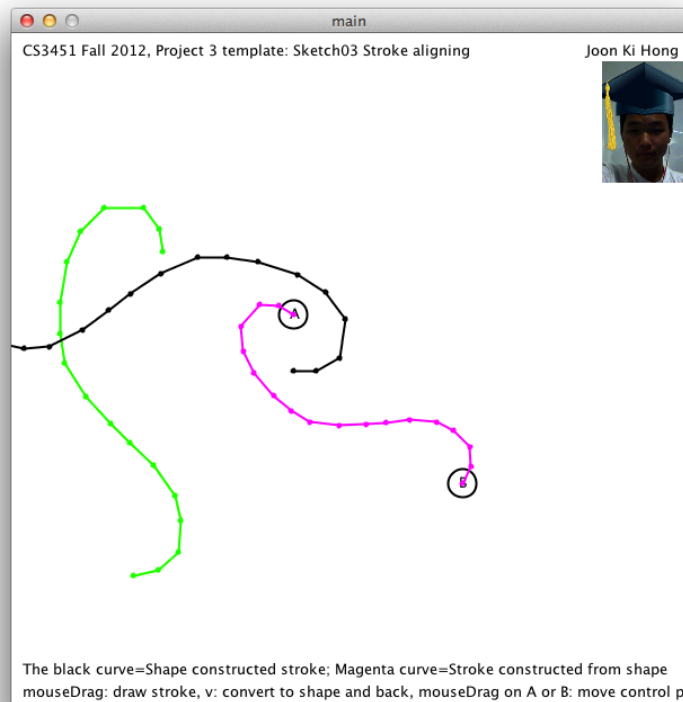 main
CS3451 Fall 2012, Project 3 template: Sketch03 Stroke aligning
Joon Ki Hong
A
B
The black curve=Shape constructed stroke; Magenta curve=Stroke constructed from shape
mouseDrag: draw stroke, v: convert to shape and back, mouseDrag on A or B: move control p